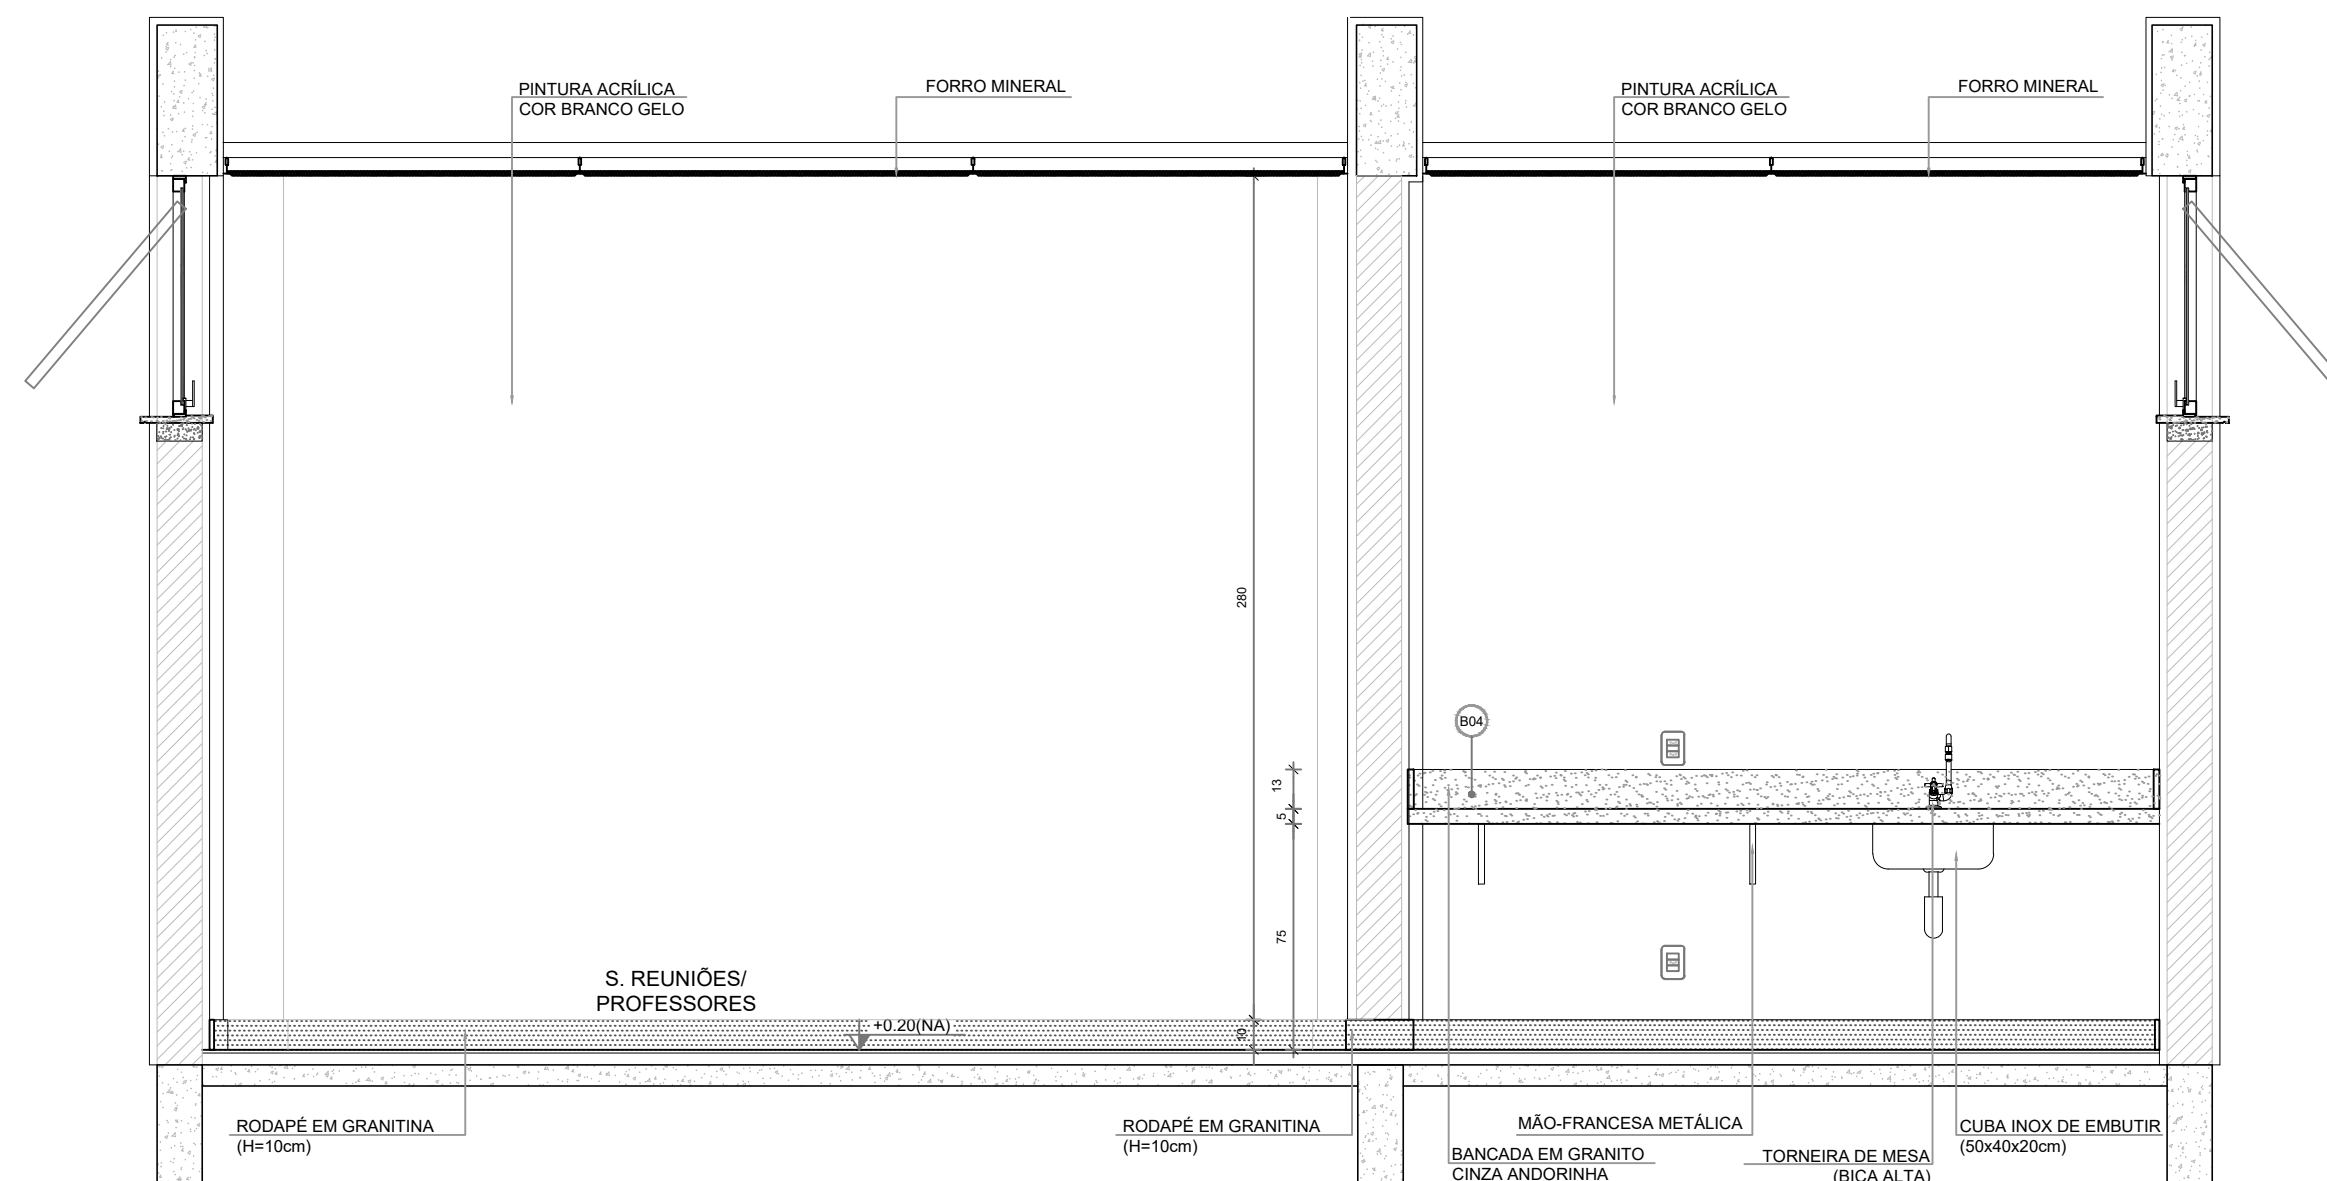 PINTURA ACRÍLICA
COR BRANCO GELO
FORRO MINERAL
PINTURA ACRÍLICA
COR BRANCO GELO
FORRO MINERAL
280
B04
13
5
75
S. REUNIÕES/
PROFESSORES
+0.20(NA)
10
RODAPÉ EM GRANITINA
(H=10cm)
RODAPÉ EM GRANITINA
(H=10cm)
MÃO-FRANCESA METÁLICA
BANCADA EM GRANITO
CINZA ANDORINHA
TORNEIRA DE MESA
(BICA ALTA)
CUBA INOX DE EMBUTIR
(50x40x20cm)